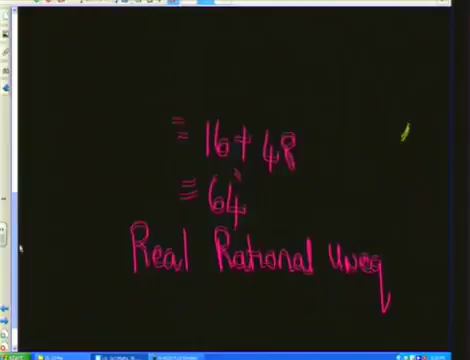 =
= 16 + 48
= 64
Real Rational Uneq